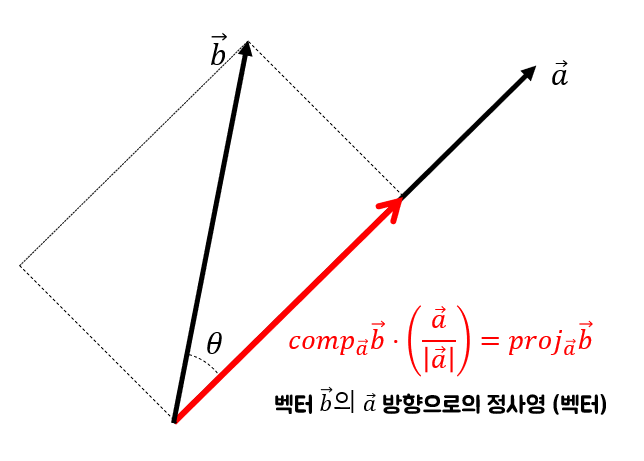 $\vec{b}$
$\vec{a}$
$\theta$
$comp_{\vec{a}}\vec{b} \cdot \left(\frac{\vec{a}}{|\vec{a}|}\right) = proj_{\vec{a}}\vec{b}$
벡터 $\vec{b}$의 $\vec{a}$ 방향으로의 정사영 (벡터)